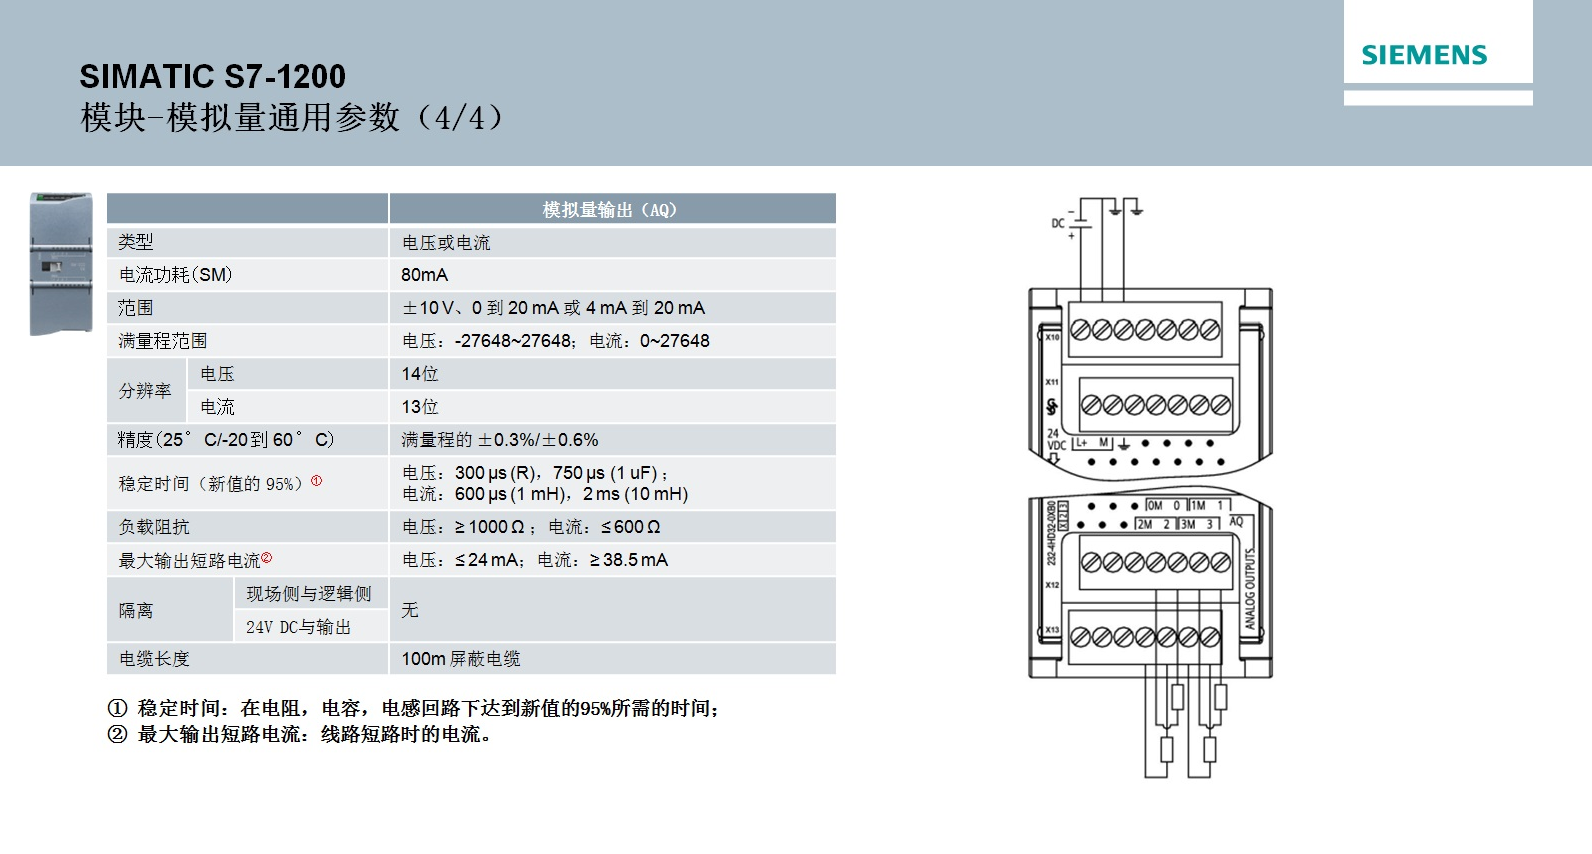 SIEMENS
SIMATIC S7-1200
模块-模拟量通用参数（4/4）
模拟量输出（AQ）
类型 电压或电流
电流功耗（SM） 80mA
范围 ±10 V、0 到 20 mA 或 4 mA 到 20 mA
满量程范围 电压：-27648~27648；电流：0~27648
分辨率 电压 14位
电流 13位
精度（25°C/-20到 60°C） 满量程的 ±0.3%/±0.6%
稳定时间（新值的 95%）① 电压：300 µs (R)，750 µs (1 uF)；
电流：600 µs (1 mH)，2 ms (10 mH)
负载阻抗 电压：≥ 1000 Ω；电流：≤ 600 Ω
最大输出短路电流② 电压：≤ 24 mA；电流：≥ 38.5 mA
隔离 现场侧与逻辑侧 无
24V DC与输出
电缆长度 100m 屏蔽电缆
① 稳定时间：在电阻，电容，电感回路下达到新值的95%所需的时间；
② 最大输出短路电流：线路短路时的电流。
DC
−
+
X10
X11
24
VDC
L+ M
0M 0 1M 1
2M 2 3M 3
AQ
232-4HD32-0XB0
X 2 3
X12
X13
ANALOG OUTPUTS